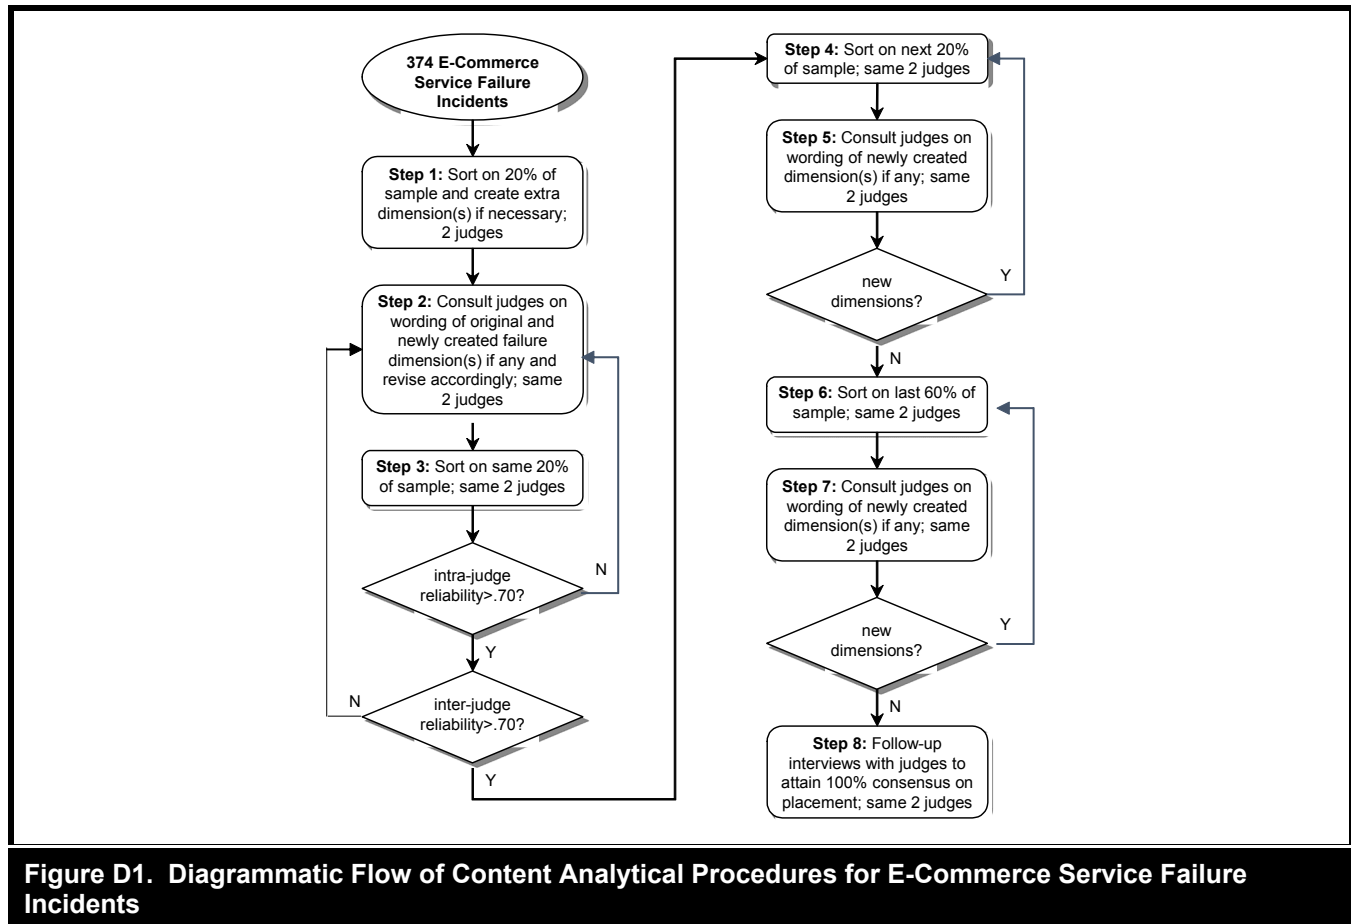 374 E-Commerce
Service Failure
Incidents
Step 1: Sort on 20% of
sample and create extra
dimension(s) if necessary;
2 judges
Step 2: Consult judges on
wording of original and
newly created failure
dimension(s) if any and
revise accordingly; same
2 judges
Step 3: Sort on same 20%
of sample; same 2 judges
intra-judge
reliability>.70?
N
Y
inter-judge
reliability>.70?
N
Y
Step 4: Sort on next 20%
of sample; same 2 judges
Step 5: Consult judges on
wording of newly created
dimension(s) if any; same
2 judges
new
dimensions?
Y
N
Step 6: Sort on last 60% of
sample; same 2 judges
Step 7: Consult judges on
wording of newly created
dimension(s) if any; same
2 judges
new
dimensions?
Y
N
Step 8: Follow-up
interviews with judges to
attain 100% consensus on
placement; same 2 judges
Figure D1. Diagrammatic Flow of Content Analytical Procedures for E-Commerce Service Failure
Incidents